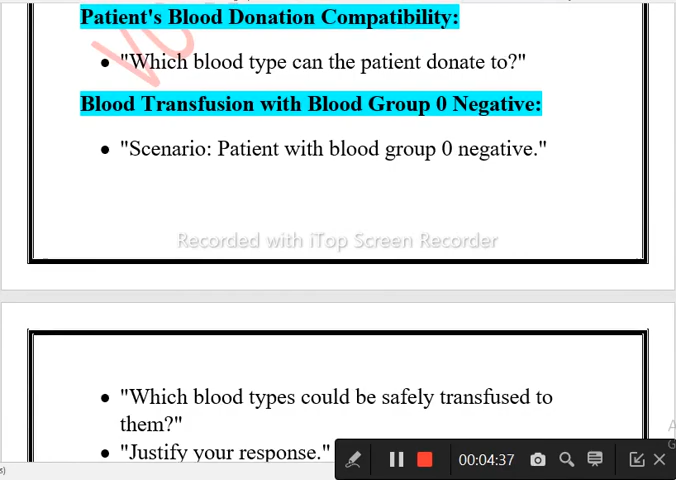 Patient's Blood Donation Compatibility:
"Which blood type can the patient donate to?"
Blood Transfusion with Blood Group 0 Negative:
"Scenario: Patient with blood group 0 negative."
Recorded with iTop Screen Recorder
"Which blood types could be safely transfused to
them?"
"Justify your response."
00:04:37